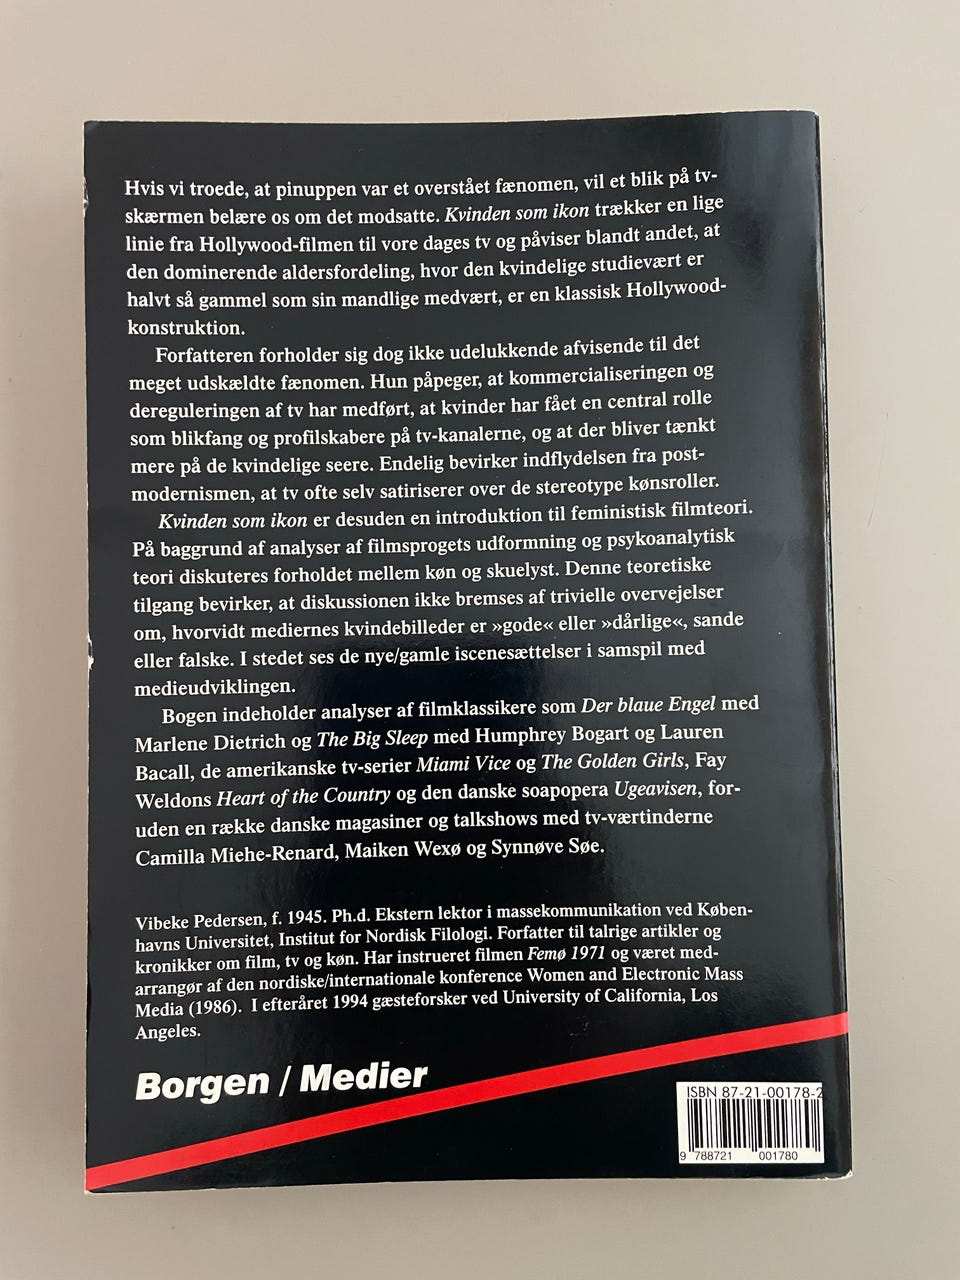 Hvis vi troede, at pinuppen var et overstået fænomen, vil et blik på tv-
skærmen belære os om det modsatte. Kvinden som ikon trækker en lige
linie fra Hollywood-filmen til vore dages tv og påviser blandt andet, at
den dominerende aldersfordeling, hvor den kvindelige studievært er
halvt så gammel som sin mandlige medvært, er en klassisk Hollywood-
konstruktion.
Forfatteren forholder sig dog ikke udelukkende afvisende til det
meget udskældte fænomen. Hun påpeger, at kommercialiseringen og
dereguleringen af tv har medført, at kvinder har fået en central rolle
som blikfang og profilskabere på tv-kanalerne, og at der bliver tænkt
mere på de kvindelige seere. Endelig bevirker indflydelsen fra post-
modernismen, at tv ofte selv satiriserer over de stereotype kønsroller.
Kvinden som ikon er desuden en introduktion til feministisk filmteori.
På baggrund af analyser af filmsprogets udformning og psykoanalytisk
teori diskuteres forholdet mellem køn og skuelyst. Denne teoretiske
tilgang bevirker, at diskussionen ikke bremses af trivielle overvejelser
om, hvorvidt mediernes kvindebilleder er »gode« eller »dårlige«, sande
eller falske. I stedet ses de nye/gamle iscenesættelser i samspil med
medieudviklingen.
Bogen indeholder analyser af filmklassikere som Der blaue Engel med
Marlene Dietrich og The Big Sleep med Humphrey Bogart og Lauren
Bacall, de amerikanske tv-serier Miami Vice og The Golden Girls, Fay
Weldons Heart of the Country og den danske soapopera Ugeavisen, for-
uden en række danske magasiner og talkshows med tv-værtinderne
Camilla Miehe-Renard, Maiken Wexø og Synnøve Søe.
Vibeke Pedersen, f. 1945. Ph.d. Ekstern lektor i massekommunikation ved Køben-
havns Universitet, Institut for Nordisk Filologi. Forfatter til talrige artikler og
kronikker om film, tv og køn. Har instrueret filmen Femø 1971 og været med-
arrangør af den nordiske/internationale konference Women and Electronic Mass
Media (1986). I efteråret 1994 gæsteforsker ved University of California, Los
Angeles.
Borgen / Medier
ISBN 87-21-00178-2
9 788721 001780